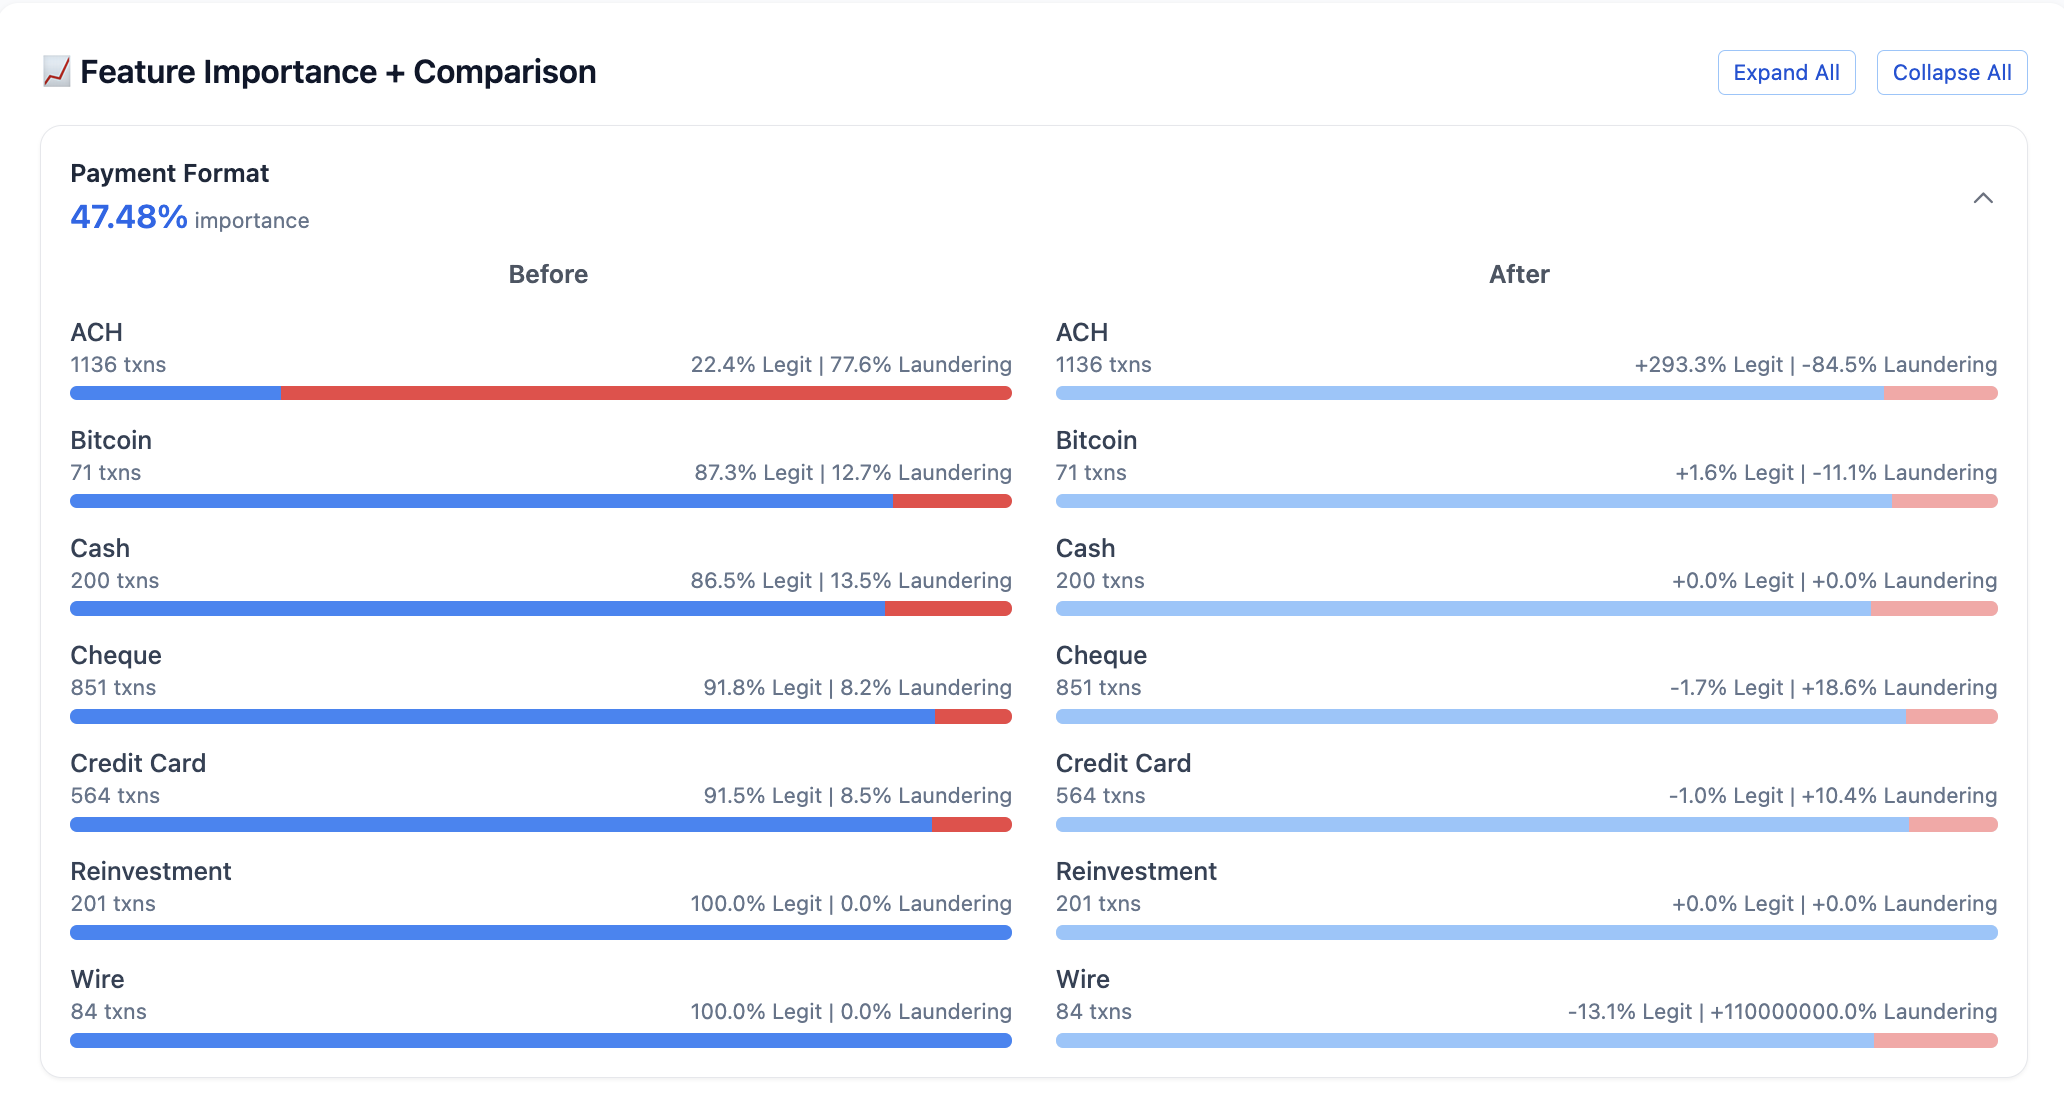 Feature Importance + Comparison
Expand All
Collapse All
Payment Format
47.48% importance
Before
ACH
1136 txns
22.4% Legit | 77.6% Laundering
Bitcoin
71 txns
87.3% Legit | 12.7% Laundering
Cash
200 txns
86.5% Legit | 13.5% Laundering
Cheque
851 txns
91.8% Legit | 8.2% Laundering
Credit Card
564 txns
91.5% Legit | 8.5% Laundering
Reinvestment
201 txns
100.0% Legit | 0.0% Laundering
Wire
84 txns
100.0% Legit | 0.0% Laundering
After
ACH
1136 txns
+293.3% Legit | -84.5% Laundering
Bitcoin
71 txns
+1.6% Legit | -11.1% Laundering
Cash
200 txns
+0.0% Legit | +0.0% Laundering
Cheque
851 txns
-1.7% Legit | +18.6% Laundering
Credit Card
564 txns
-1.0% Legit | +10.4% Laundering
Reinvestment
201 txns
+0.0% Legit | +0.0% Laundering
Wire
84 txns
-13.1% Legit | +110000000.0% Laundering